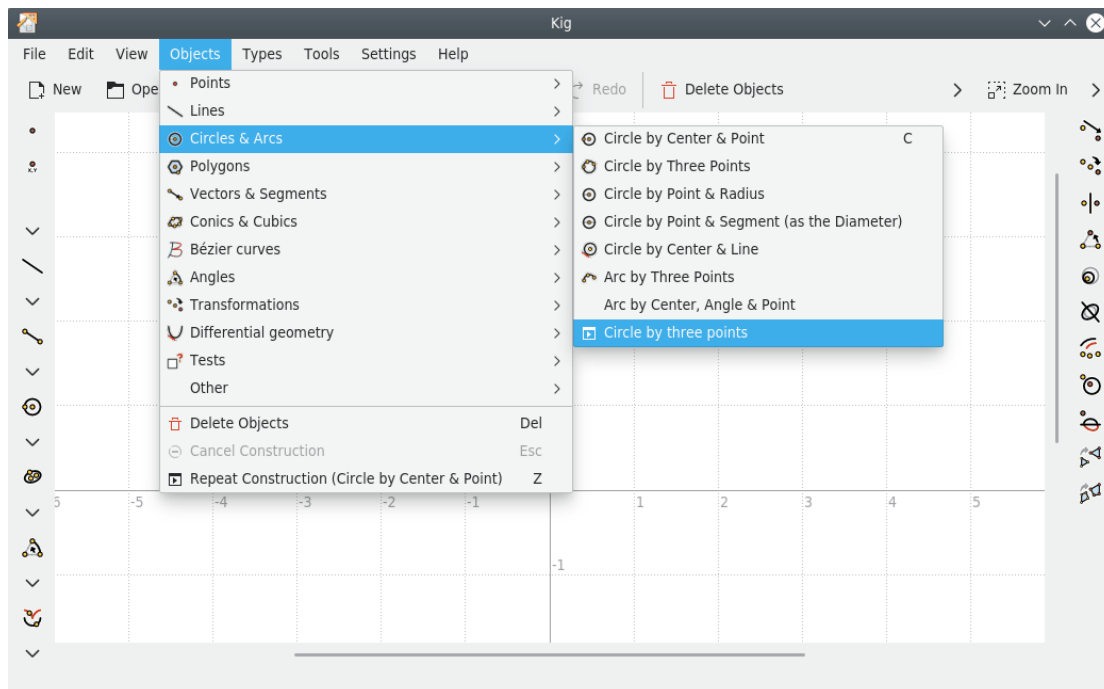 Kig
File Edit View Objects Types Tools Settings Help
New Ope Redo Delete Objects Zoom In
Points
Lines
Circles & Arcs
Polygons
Vectors & Segments
Conics & Cubics
Bézier curves
Angles
Transformations
Differential geometry
Tests
Other
Delete Objects Del
Cancel Construction Esc
Repeat Construction (Circle by Center & Point) Z
Circle by Center & Point C
Circle by Three Points
Circle by Point & Radius
Circle by Point & Segment (as the Diameter)
Circle by Center & Line
Arc by Three Points
Arc by Center, Angle & Point
Circle by three points
-5 -4 -3 -2 -1 1 2 3 4 5
-1